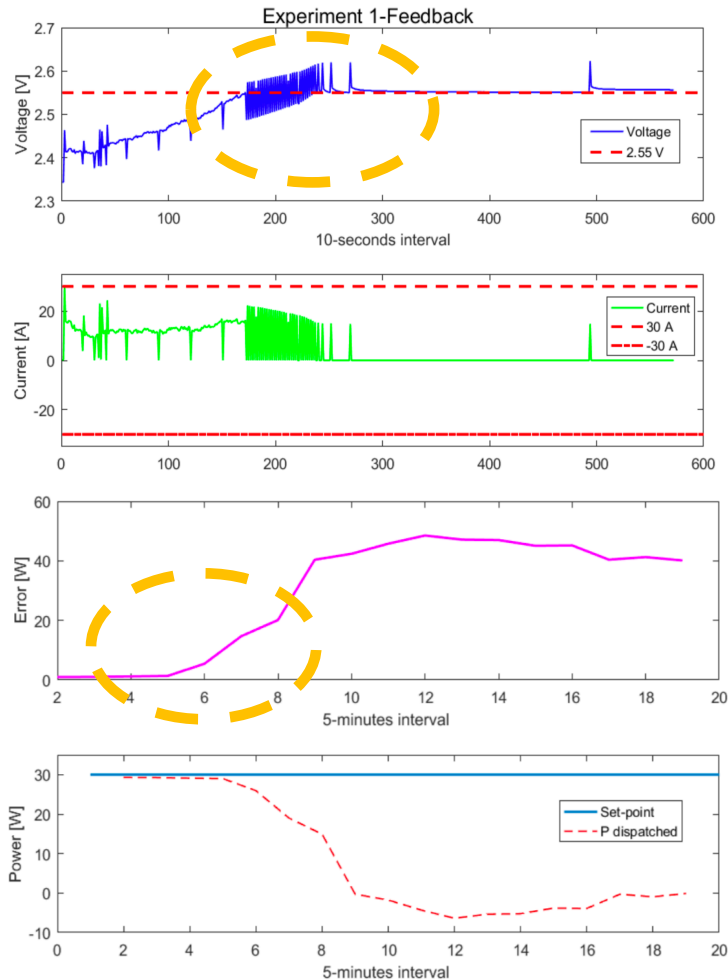 Experiment 1-Feedback
Voltage [V]
2.7
2.6
2.5
2.4
2.3
0 100 200 300 400 500 600
10-seconds interval
Voltage
2.55 V
Current [A]
20
0
-20
0 100 200 300 400 500 600
Current
30 A
-30 A
Error [W]
60
40
20
0
2 4 6 8 10 12 14 16 18 20
5-minutes interval
Power [W]
30
20
10
0
-10
0 2 4 6 8 10 12 14 16 18 20
5-minutes interval
Set-point
P dispatched